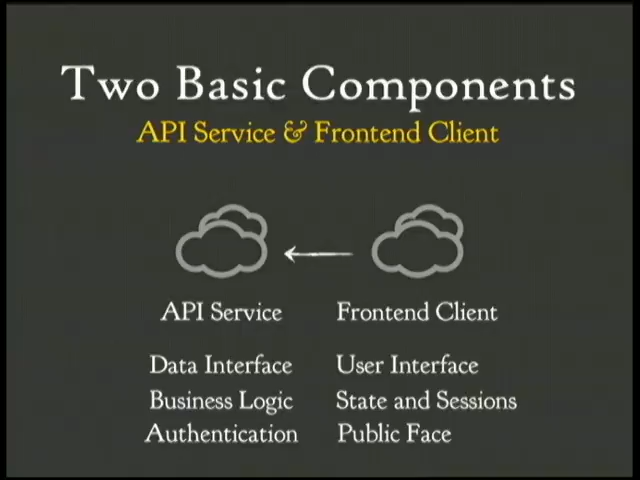 Two Basic Components
API Service & Frontend Client
API Service
Frontend Client
Data Interface
User Interface
Business Logic
State and Sessions
Authentication
Public Face